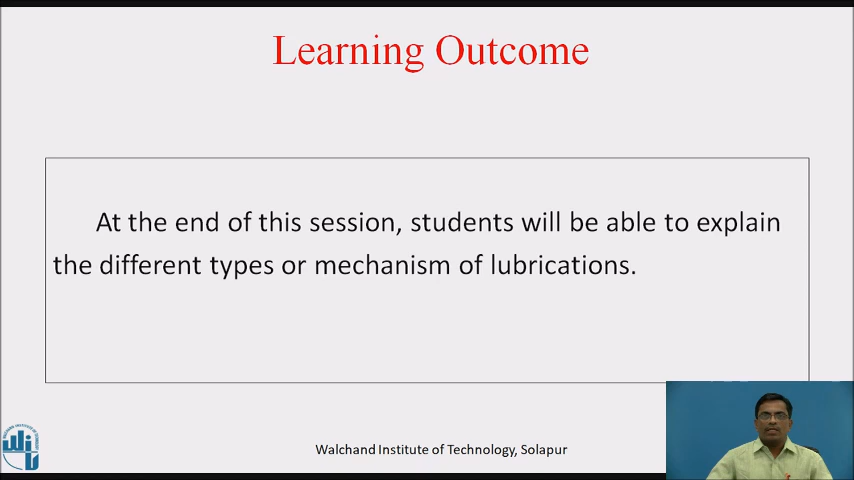 Learning Outcome
At the end of this session, students will be able to explain
the different types or mechanism of lubrications.
Walchand Institute of Technology, Solapur